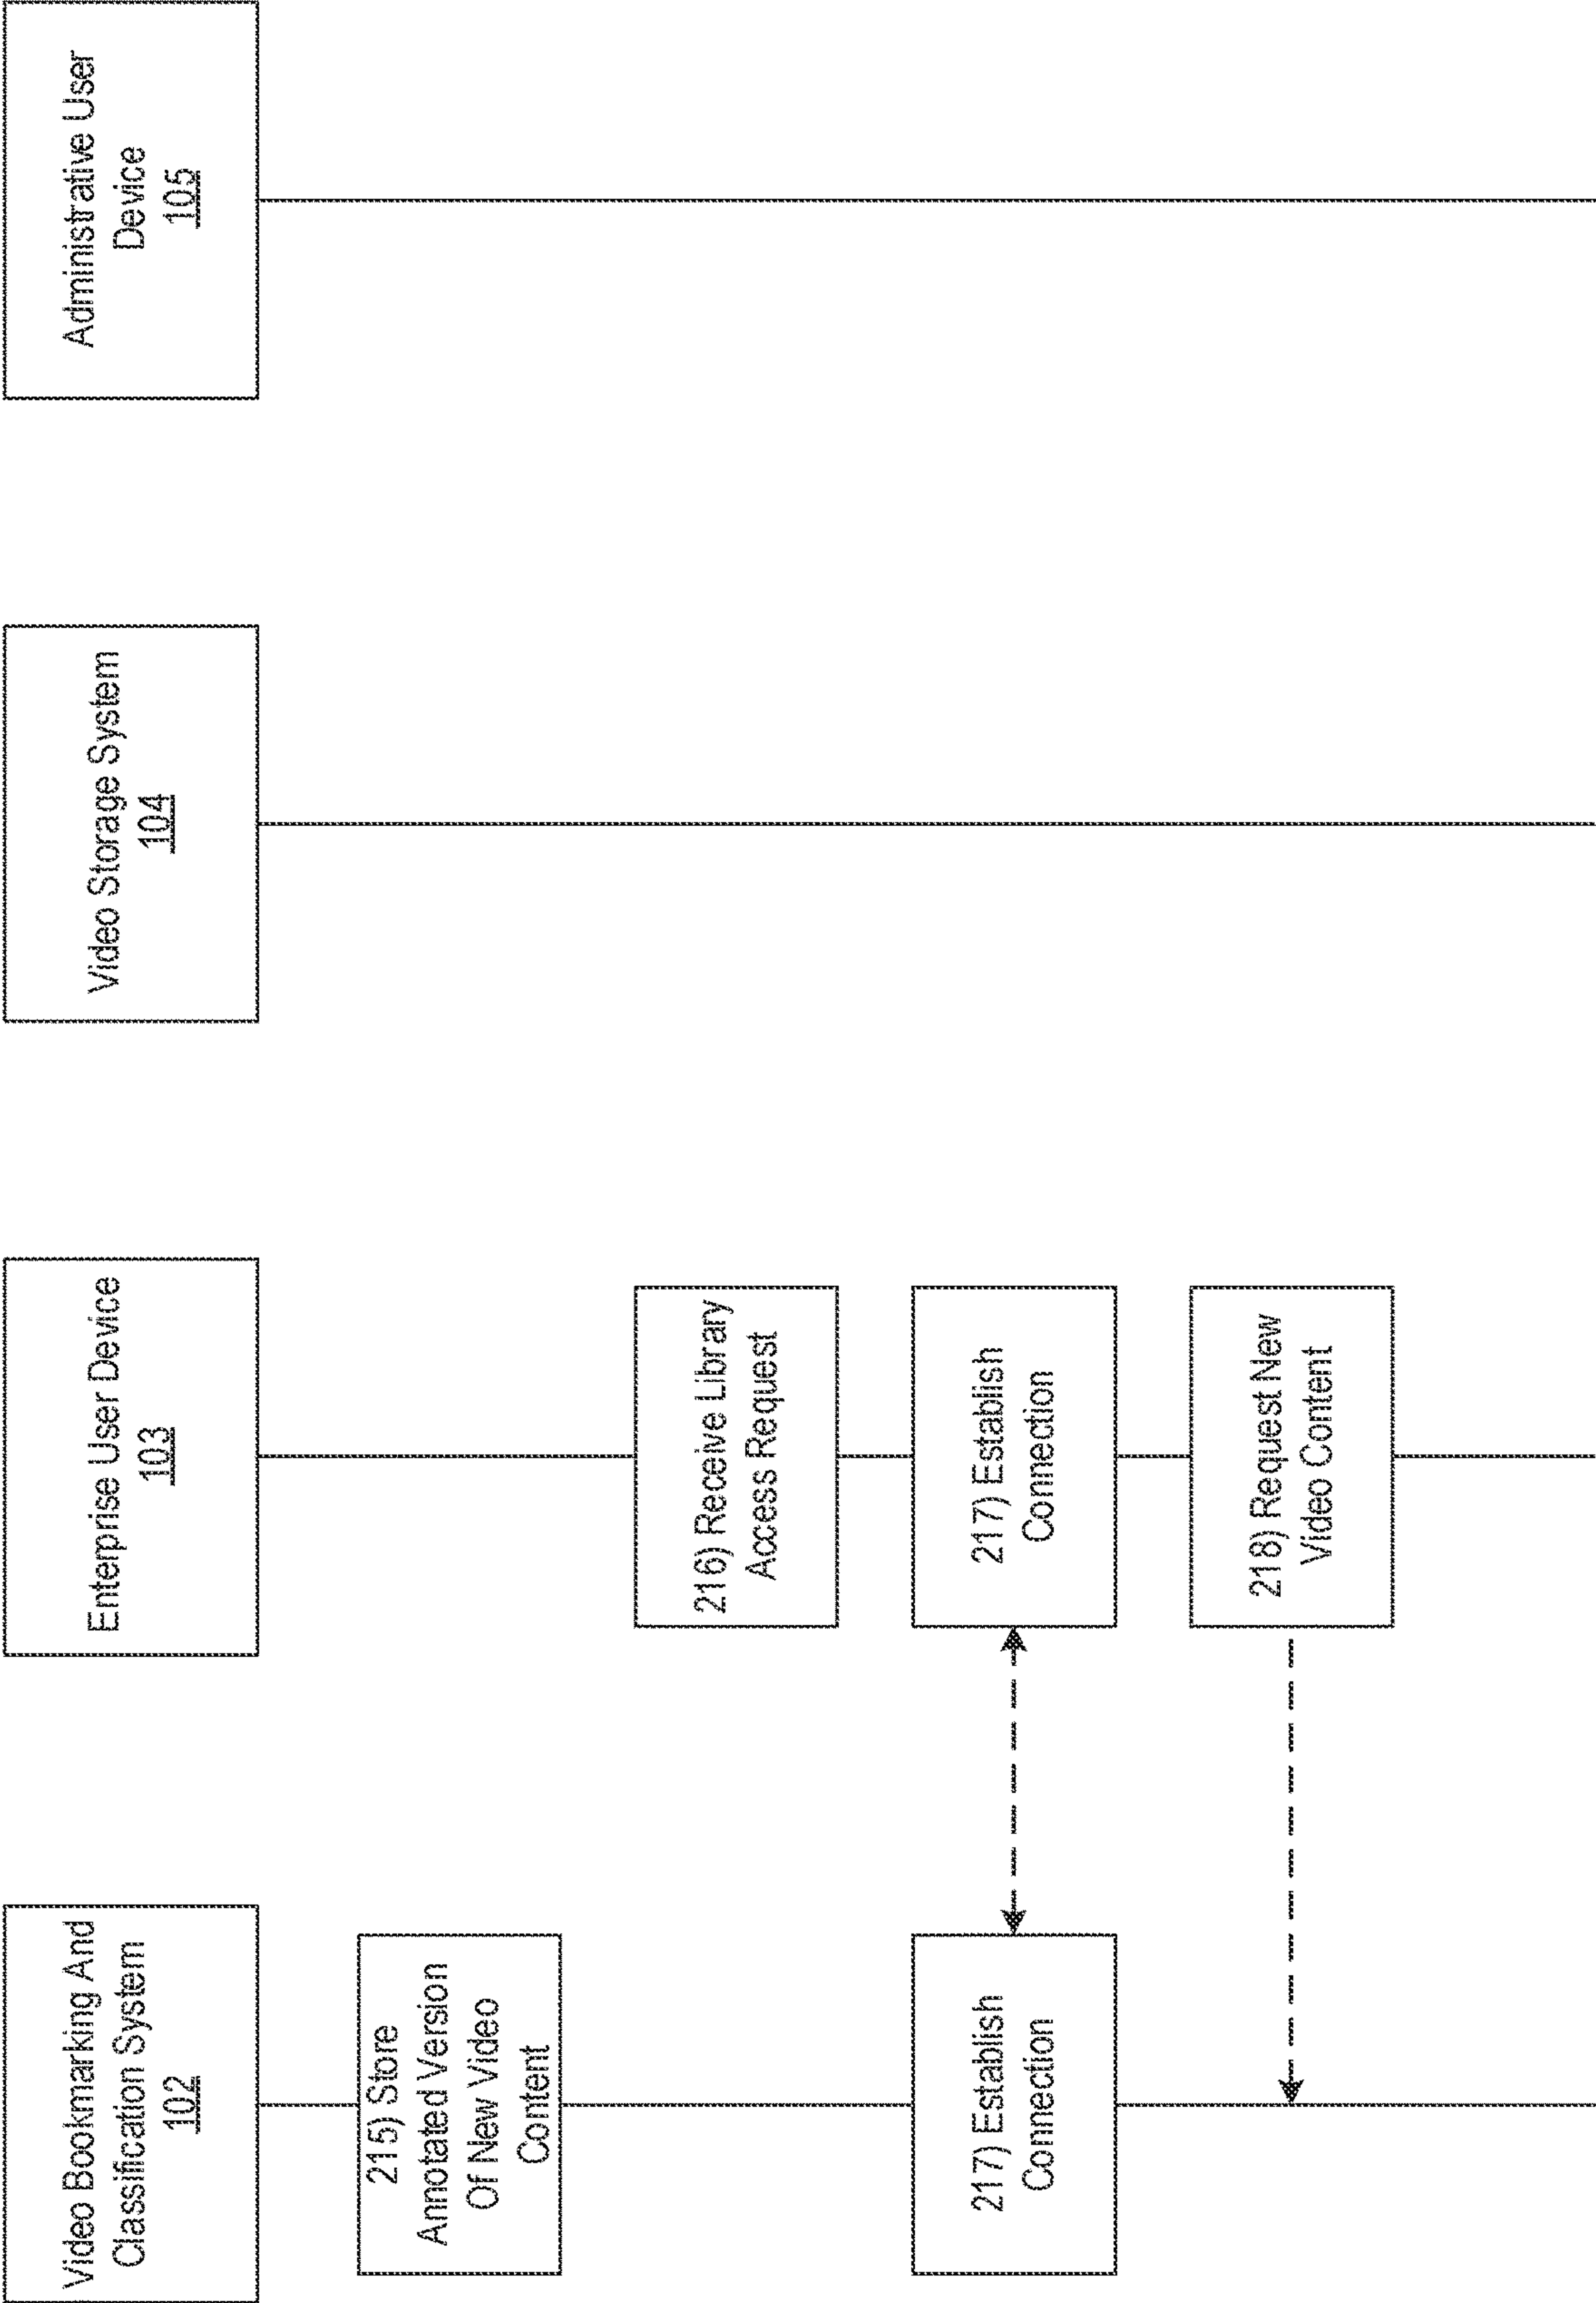 Video Bookmarking And
Classification System
102
Enterprise User Device
103
Video Storage System
104
Administrative User
Device
105
215) Store
Annotated Version
Of New Video
Content
216) Receive Library
Access Request
217) Establish
Connection
217) Establish
Connection
218) Request New
Video Content